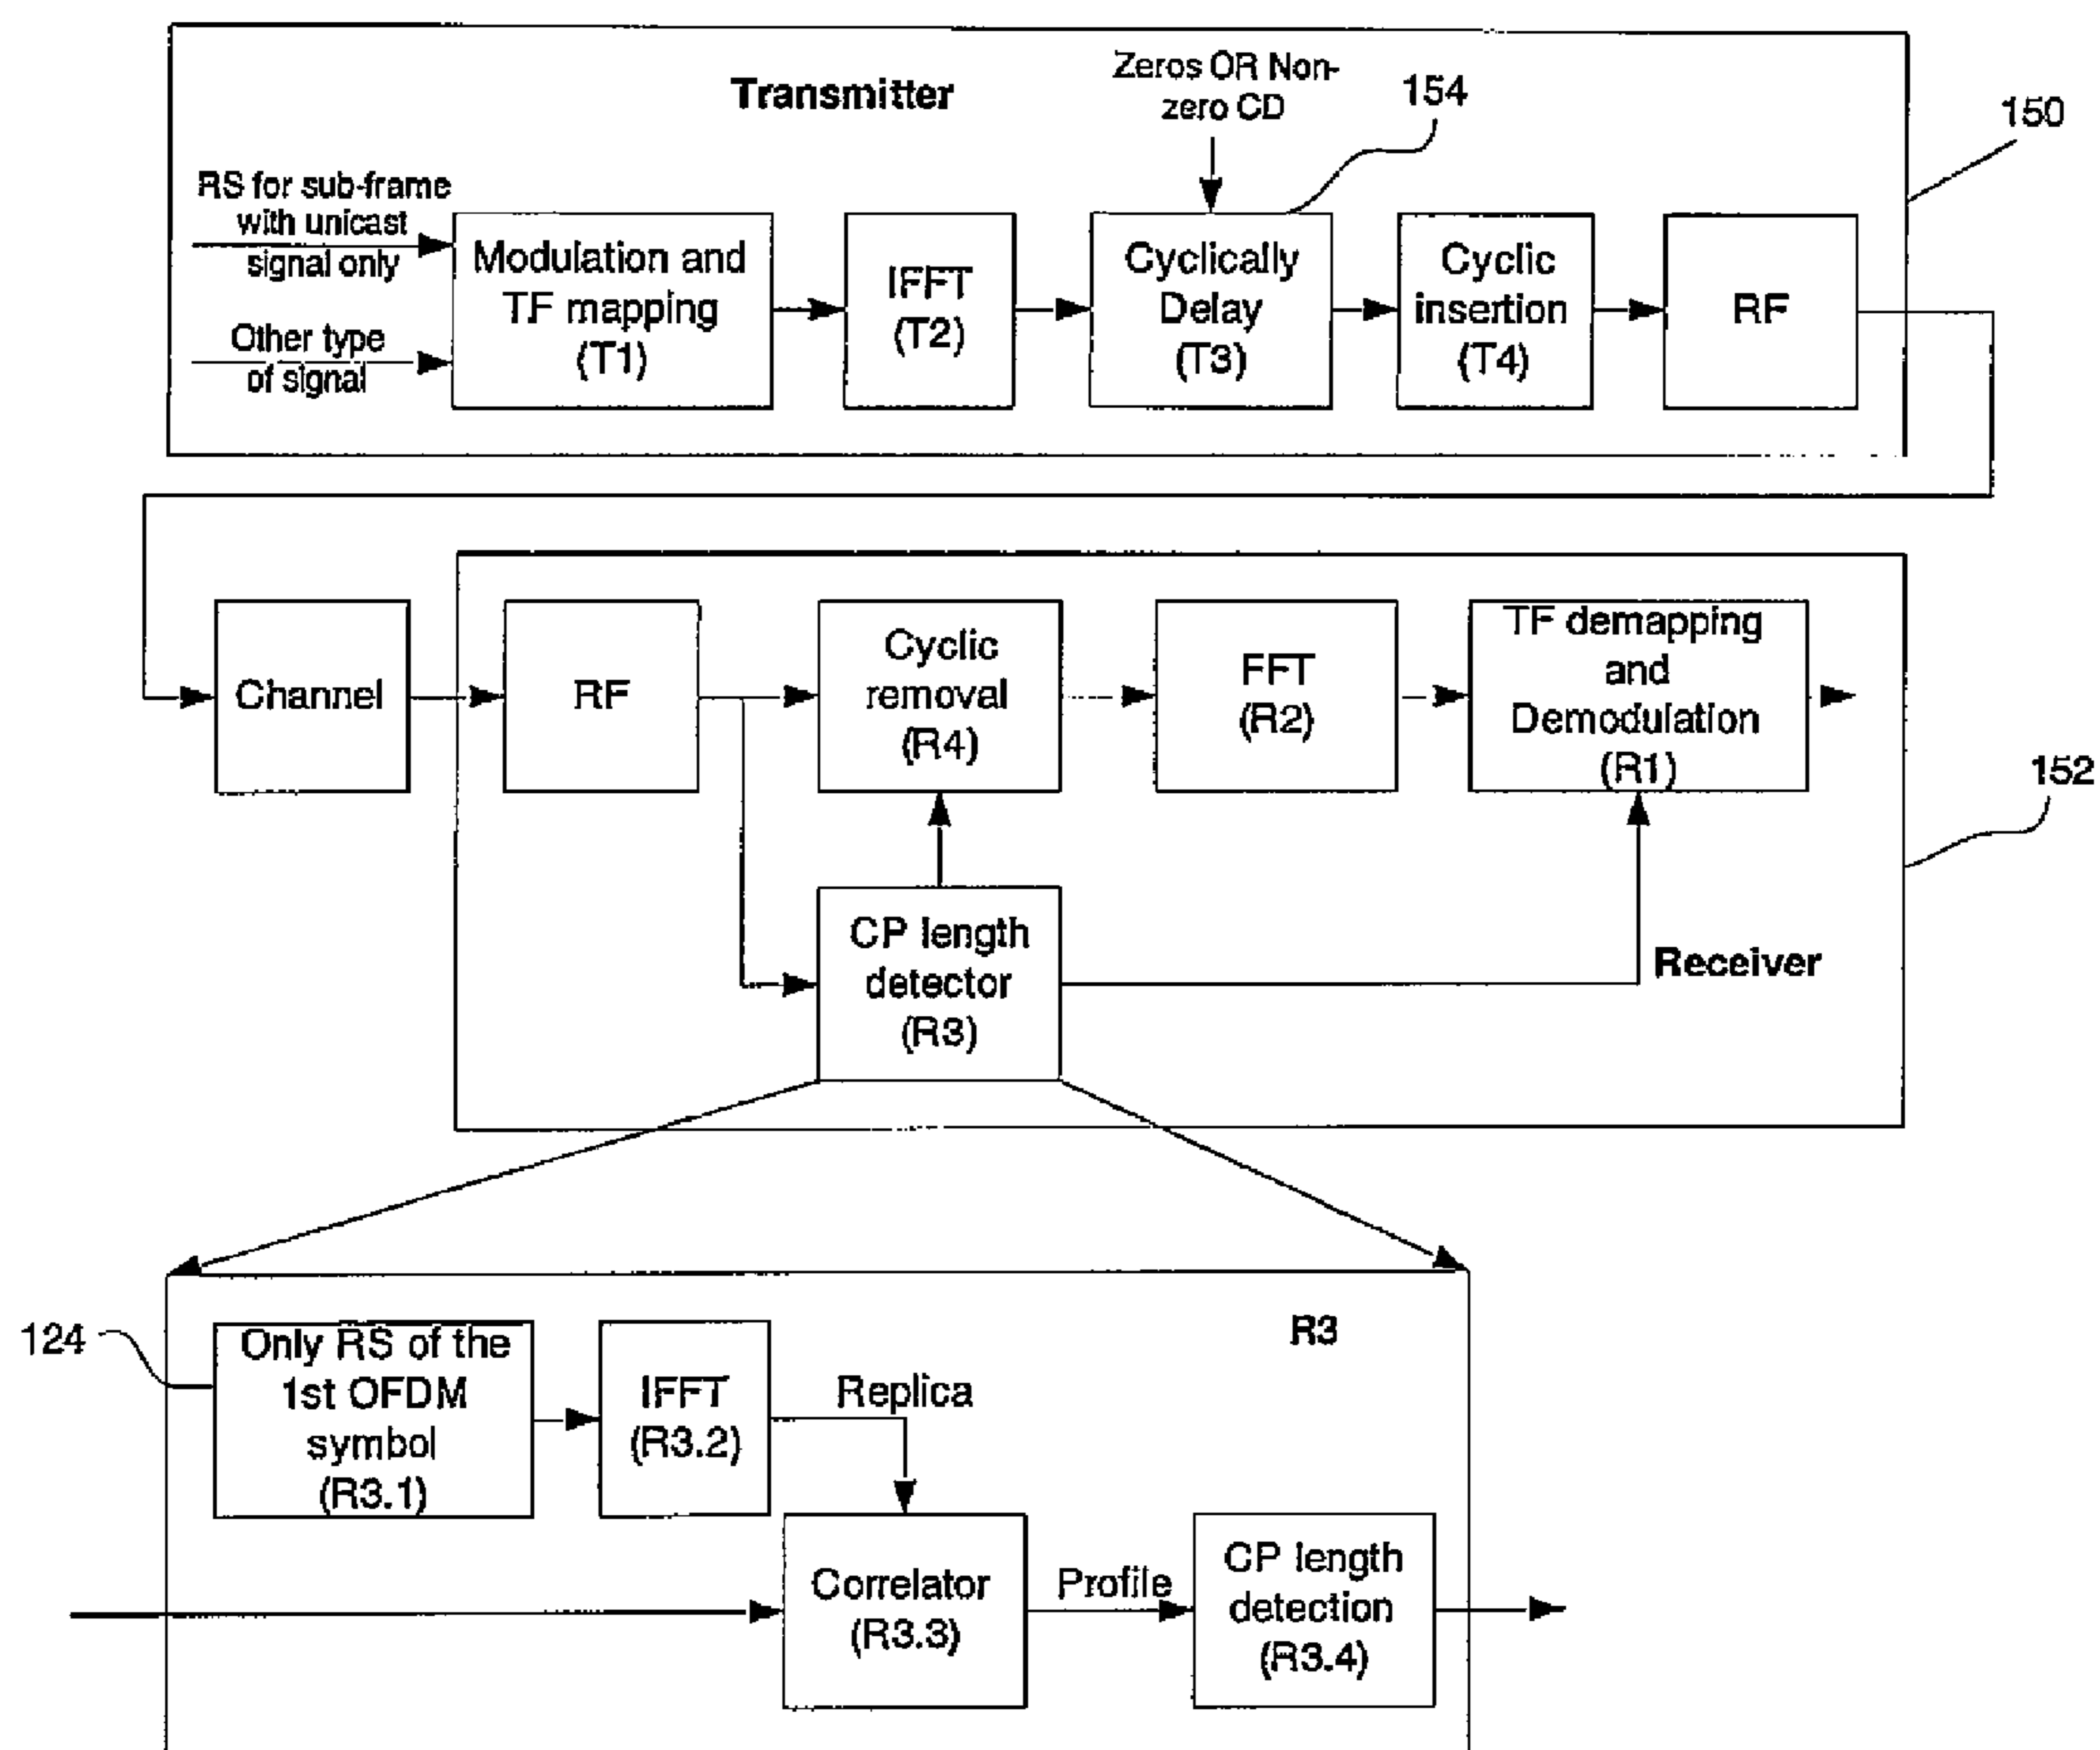 Transmitter
Zeros OR Non-
zero CD
154
150
RS for sub-frame
with unicast
signal only
Other type
of signal
Modulation and
TF mapping
(T1)
IFFT
(T2)
Cyclically
Delay
(T3)
Cyclic
insertion
(T4)
RF
Channel
RF
Cyclic
removal
(R4)
FFT
(R2)
TF demapping
and
Demodulation
(R1)
152
CP length
detector
(R3)
Receiver
124
Only RS of the
1st OFDM
symbol
(R3.1)
IFFT
(R3.2)
Replica
R3
Correlator
(R3.3)
Profile
CP length
detection
(R3.4)